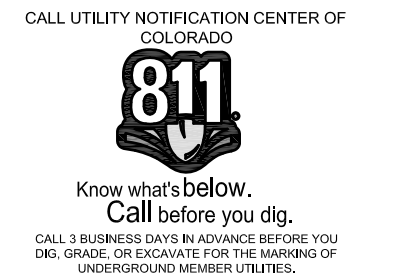 CALL UTILITY NOTIFICATION CENTER OF
COLORADO
811
Know what's below.
Call before you dig.
CALL 3 BUSINESS DAYS IN ADVANCE BEFORE YOU
DIG, GRADE, OR EXCAVATE FOR THE MARKING OF
UNDERGROUND MEMBER UTILITIES.